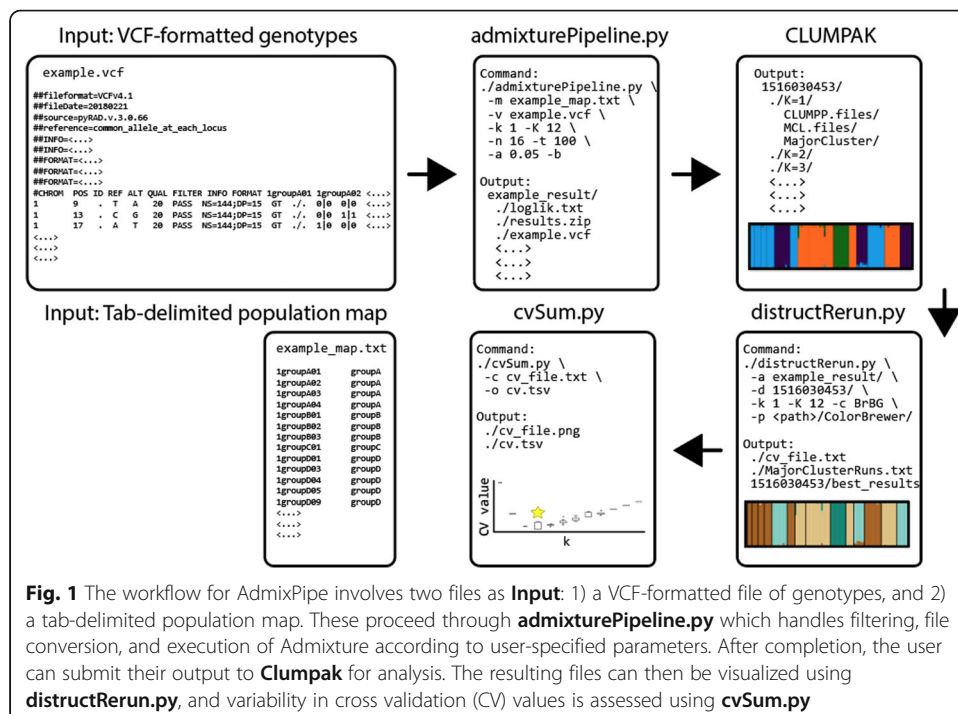 Input: VCF-formatted genotypes
example.vcf
##fileformat=VCFv4.1
##fileDate=20180221
##source=pyRAD.v.3.0.66
##reference=common_allele_at_each_locus
##INFO=<...>
##INFO=<...>
##FORMAT=<...>
##FORMAT=<...>
##FORMAT=<...>
#CHROM POS ID REF ALT QUAL FILTER INFO FORMAT 1groupA01 1groupA02 <...>
1 9 . T A 20 PASS NS=144;DP=15 GT ./. 0|0 0|0 <...>
1 13 . C G 20 PASS NS=144;DP=15 GT ./. 0|0 1|1 <...>
1 17 . A T 20 PASS NS=144;DP=15 GT ./. 1|0 0|0 <...>
<...>
<...>
<...>
admixturePipeline.py
Command:
./admixturePipeline.py \
-m example_map.txt \
-v example.vcf \
-k 1 -K 12 \
-n 16 -t 100 \
-a 0.05 -b
Output:
example_result/
./loglik.txt
./results.zip
./example.vcf
<...>
<...>
<...>
CLUMPAK
Output:
1516030453/
./K=1/
CLUMPP.files/
MCL.files/
MajorCluster/
./K=2/
./K=3/
<...>
<...>
<...>
Input: Tab-delimited population map
example_map.txt
1groupA01 groupA
1groupA02 groupA
1groupA03 groupA
1groupA04 groupA
1groupB01 groupB
1groupB02 groupB
1groupB03 groupB
1groupC01 groupC
1groupD01 groupD
1groupD03 groupD
1groupD04 groupD
1groupD05 groupD
1groupD09 groupD
<...>
<...>
<...>
cvSum.py
Command:
./cvSum.py \
-c cv_file.txt \
-o cv.tsv
Output:
./cv_file.png
./cv.tsv
CV value
k
distructRerun.py
Command:
./distructRerun.py \
-a example_result/ \
-d 1516030453/ \
-k 1 -K 12 -c BrBG \
-p <path>/ColorBrewer/
Output:
./cv_file.txt
./MajorClusterRuns.txt
1516030453/best_results
Fig. 1 The workflow for AdmixPipe involves two files as Input: 1) a VCF-formatted file of genotypes, and 2)
a tab-delimited population map. These proceed through admixturePipeline.py which handles filtering, file
conversion, and execution of Admixture according to user-specified parameters. After completion, the user
can submit their output to Clumpak for analysis. The resulting files can then be visualized using
distructRerun.py, and variability in cross validation (CV) values is assessed using cvSum.py